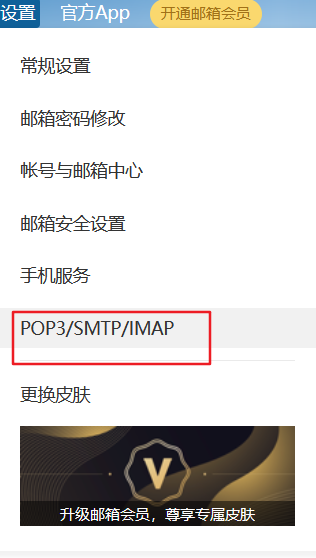 设置 官方App 开通邮箱会员
常规设置
邮箱密码修改
帐号与邮箱中心
邮箱安全设置
手机服务
POP3/SMTP/IMAP
更换皮肤
V
升级邮箱会员，尊享专属皮肤